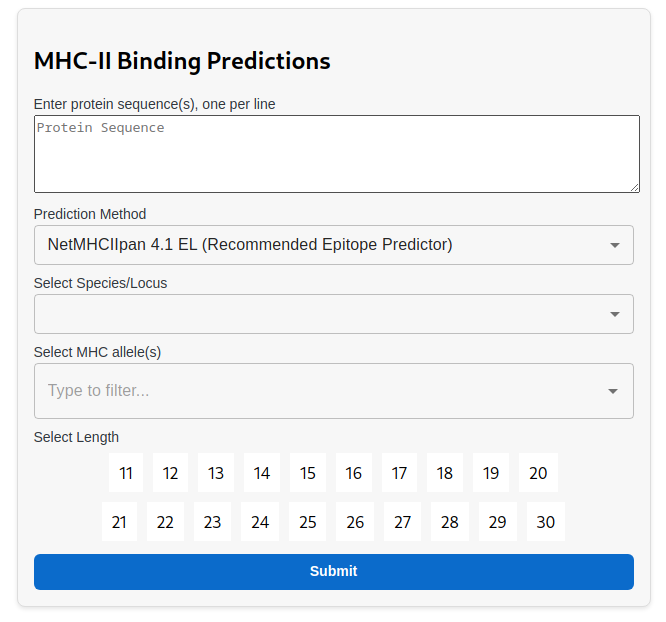 MHC-II Binding Predictions
Enter protein sequence(s), one per line
Protein Sequence
Prediction Method
NetMHCIIpan 4.1 EL (Recommended Epitope Predictor)
Select Species/Locus
Select MHC allele(s)
Type to filter...
Select Length
11 12 13 14 15 16 17 18 19 20
21 22 23 24 25 26 27 28 29 30
Submit